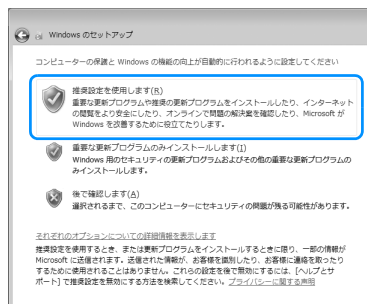 Windows のセットアップ
コンピューターの保護と Windows の機能の向上が自動的に行われるように設定してください
推奨設定を使用します(R)
重要な更新プログラムや推奨の更新プログラムをインストールしたり、インターネット
の閲覧をより安全にしたり、オンラインで問題の解決案を確認したり、Microsoft が
Windows を改善するために役立てたりします。
重要な更新プログラムのみインストールします(I)
Windows 用のセキュリティの更新プログラムおよびその他の重要な更新プログラムの
みインストールします。
後で確認します(A)
選択されるまで、このコンピューターにセキュリティの問題が残る可能性があります。
それぞれのオプションについての詳細情報を表示します
推奨設定を使用するとき、または更新プログラムをインストールするときに限り、一部の情報が
Microsoft に送信されます。送信された情報が、お客様を識別したり、お客様に連絡を取ったり
するために使用されることはありません。これらの設定を後で無効にするには、[ヘルプとサ
ポート] で推奨設定を無効にする方法を検索してください。プライバシーに関する声明